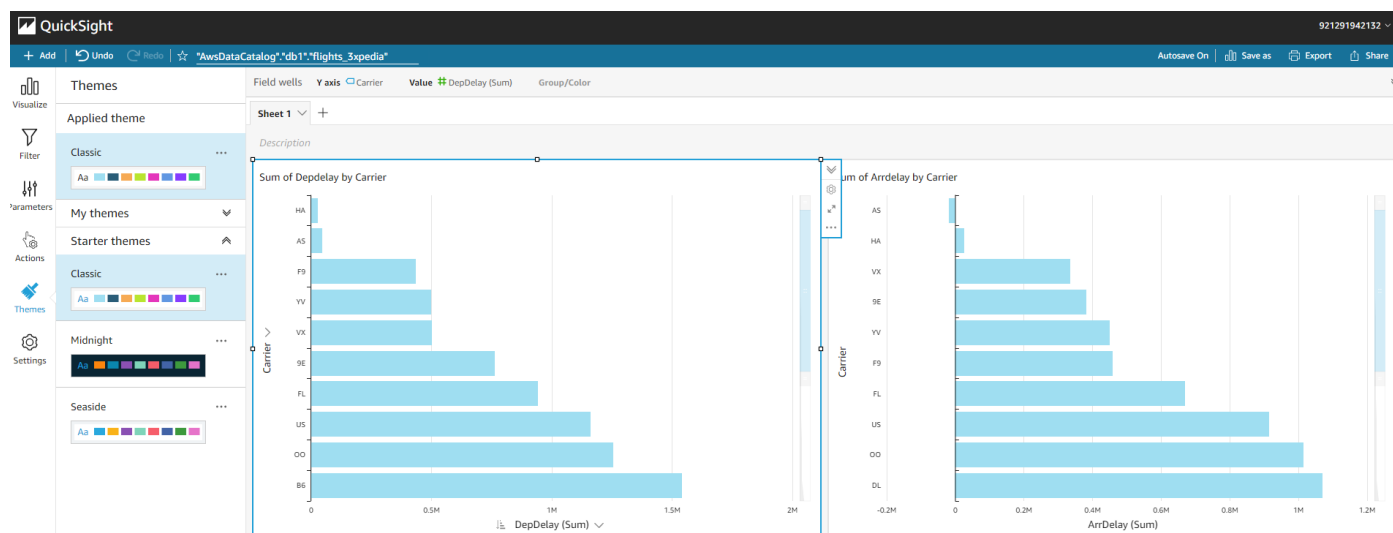 QuickSight
921291942132
+ Add Undo Redo "AwsDataCatalog"."db1"."flights_3xpedia" Autosave On Save as Export Share
Visualize
Filter
Parameters
Actions
Themes
Settings
Themes
Applied theme
Classic
Aa
My themes
Starter themes
Classic
Aa
Midnight
Aa
Seaside
Aa
Field wells Y axis Carrier Value DepDelay (Sum) Group/Color
Sheet 1 +
Description
Sum of Depdelay by Carrier
HA
AS
F9
YV
VX
9E
FL
US
OO
B6
Carrier
0 0.5M 1M 1.5M 2M
DepDelay (Sum)
um of Arrdelay by Carrier
AS
HA
VX
9E
YV
F9
FL
US
OO
DL
Carrier
-0.2M 0 0.2M 0.4M 0.6M 0.8M 1M 1.2M
ArrDelay (Sum)